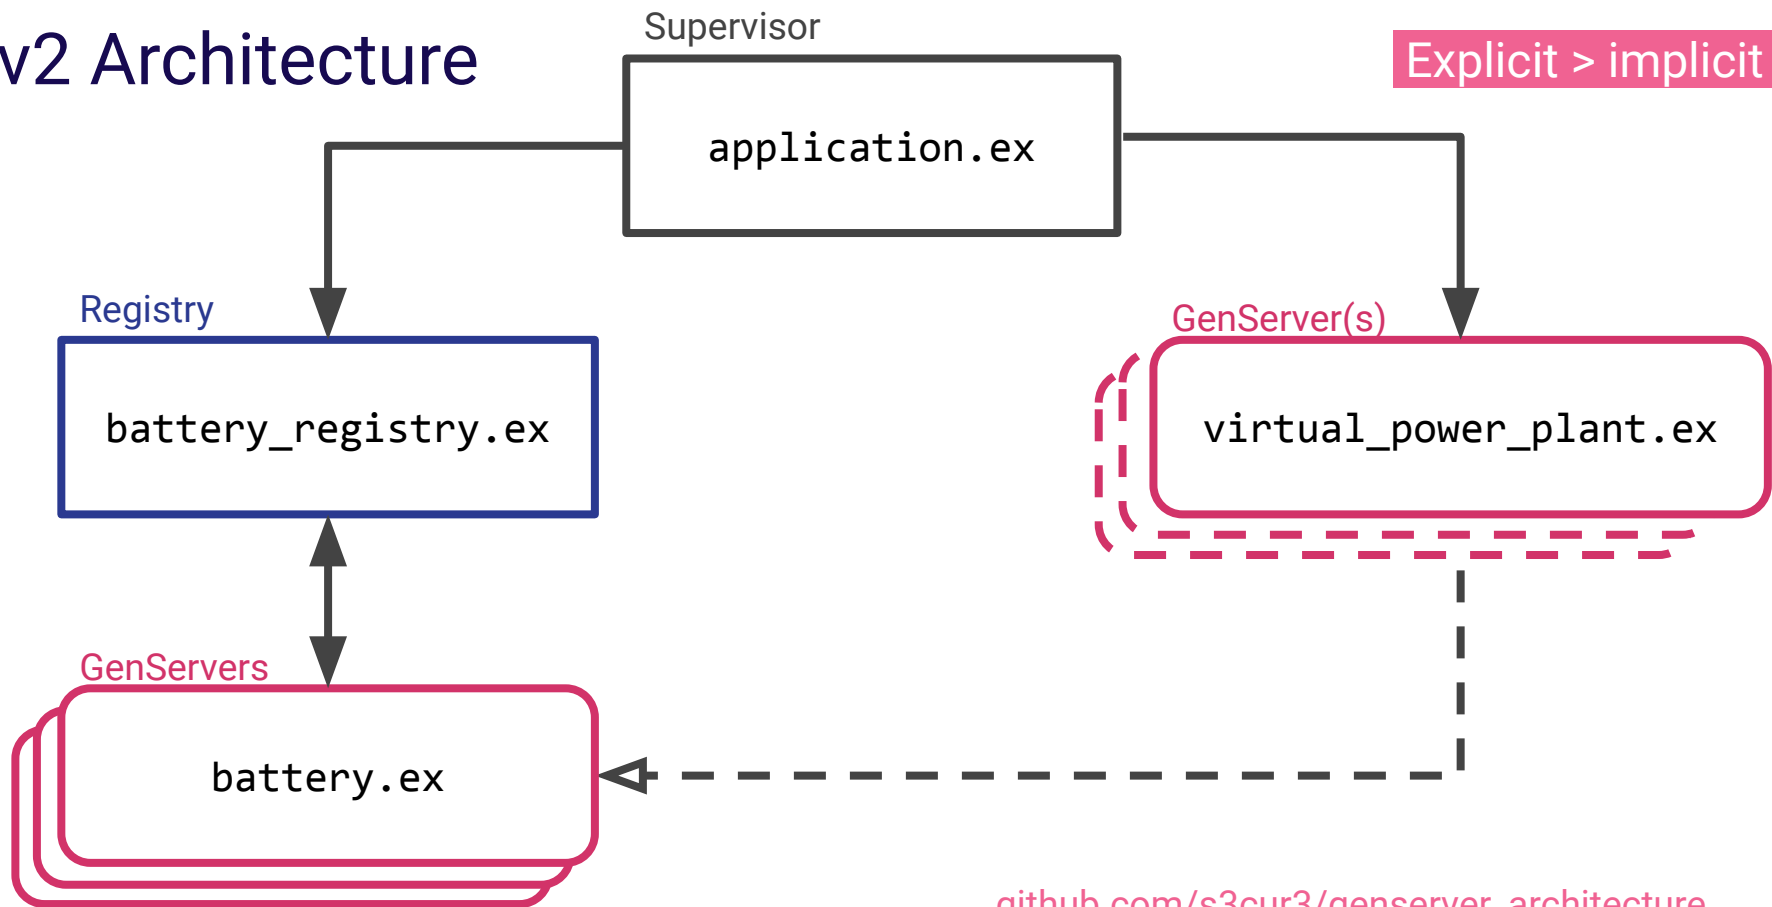 v2 Architecture
Supervisor
Explicit > implicit
application.ex
Registry
GenServer(s)
battery_registry.ex
virtual_power_plant.ex
GenServers
battery.ex
github.com/s3cur3/genserver_architecture